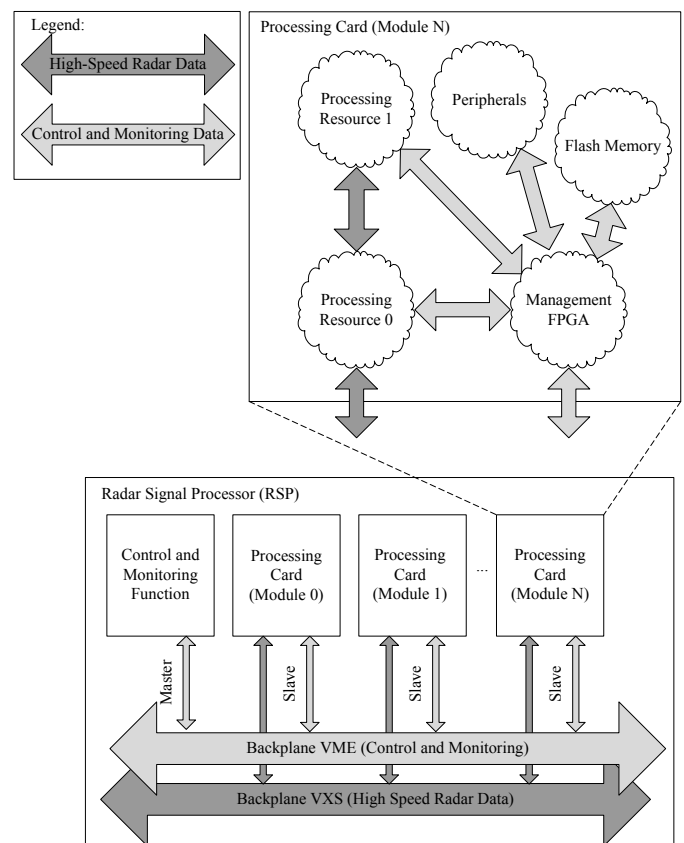 Legend:
High-Speed Radar Data
Control and Monitoring Data
Processing Card (Module N)
Processing
Resource 1
Peripherals
Flash Memory
Processing
Resource 0
Management
FPGA
Radar Signal Processor (RSP)
Control and
Monitoring
Function
Processing
Card
(Module 0)
Processing
Card
(Module 1)
...
Processing
Card
(Module N)
Master
Slave
Slave
Slave
Backplane VME (Control and Monitoring)
Backplane VXS (High Speed Radar Data)